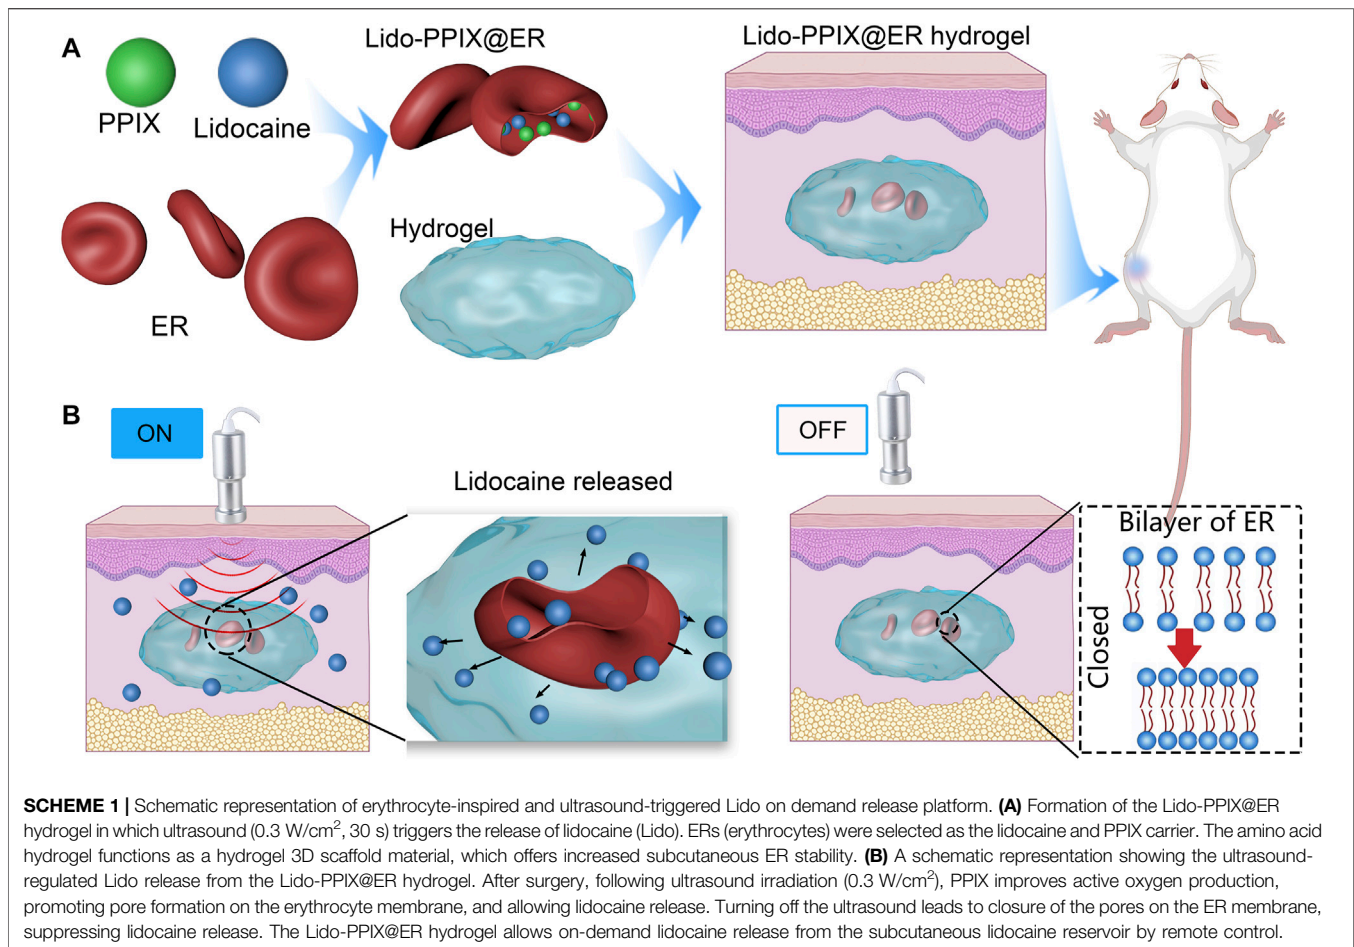 A
PPIX
Lidocaine
ER
Lido-PPIX@ER
Hydrogel
Lido-PPIX@ER hydrogel
B
ON
Lidocaine released
OFF
Bilayer of ER
Closed
SCHEME 1 | Schematic representation of erythrocyte-inspired and ultrasound-triggered Lido on demand release platform. (A) Formation of the Lido-PPIX@ER
hydrogel in which ultrasound (0.3 W/cm², 30 s) triggers the release of lidocaine (Lido). ERs (erythrocytes) were selected as the lidocaine and PPIX carrier. The amino acid
hydrogel functions as a hydrogel 3D scaffold material, which offers increased subcutaneous ER stability. (B) A schematic representation showing the ultrasound-
regulated Lido release from the Lido-PPIX@ER hydrogel. After surgery, following ultrasound irradiation (0.3 W/cm²), PPIX improves active oxygen production,
promoting pore formation on the erythrocyte membrane, and allowing lidocaine release. Turning off the ultrasound leads to closure of the pores on the ER membrane,
suppressing lidocaine release. The Lido-PPIX@ER hydrogel allows on-demand lidocaine release from the subcutaneous lidocaine reservoir by remote control.